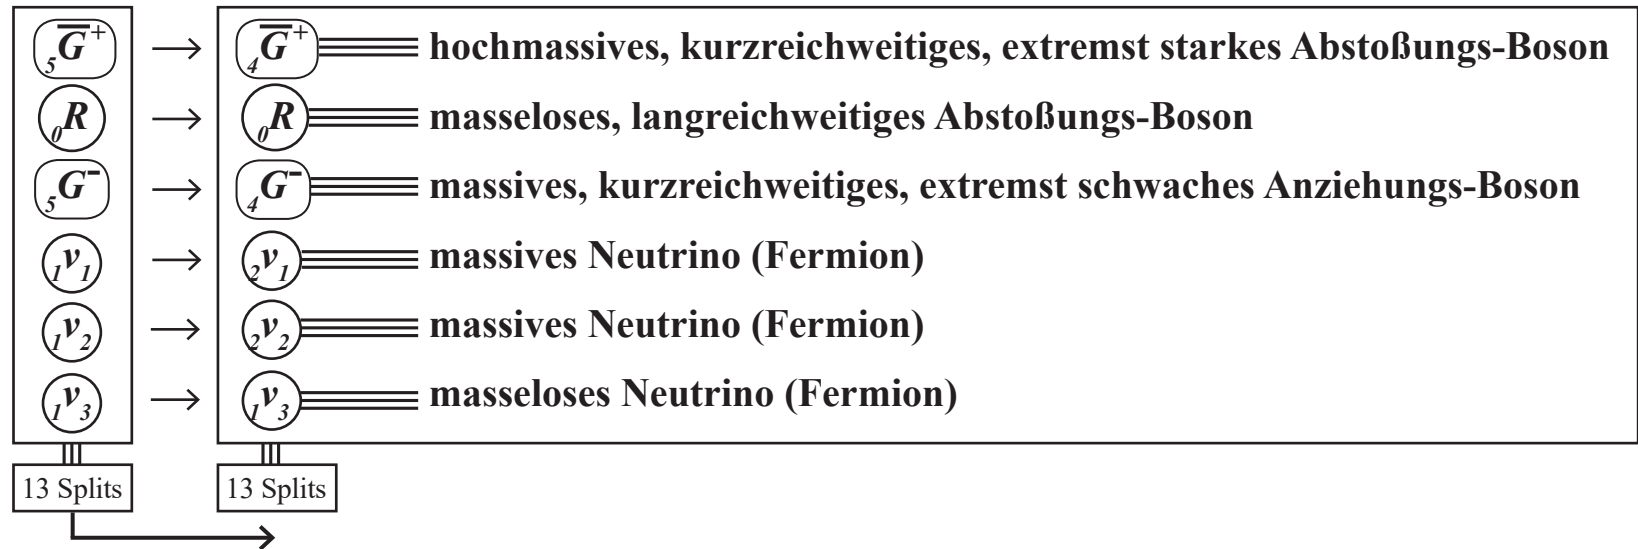 ₅G̅⁺ → ₄G̅⁺ hochmassives, kurzreichweitiges, extremst starkes Abstoßungs-Boson
₀R → ₀R masseloses, langreichweitiges Abstoßungs-Boson
₅G⁻ → ₄G⁻ massives, kurzreichweitiges, extremst schwaches Anziehungs-Boson
₁v₁ → ₂v₁ massives Neutrino (Fermion)
₁v₂ → ₂v₂ massives Neutrino (Fermion)
₁v₃ → ₁v₃ masseloses Neutrino (Fermion)
13 Splits 13 Splits